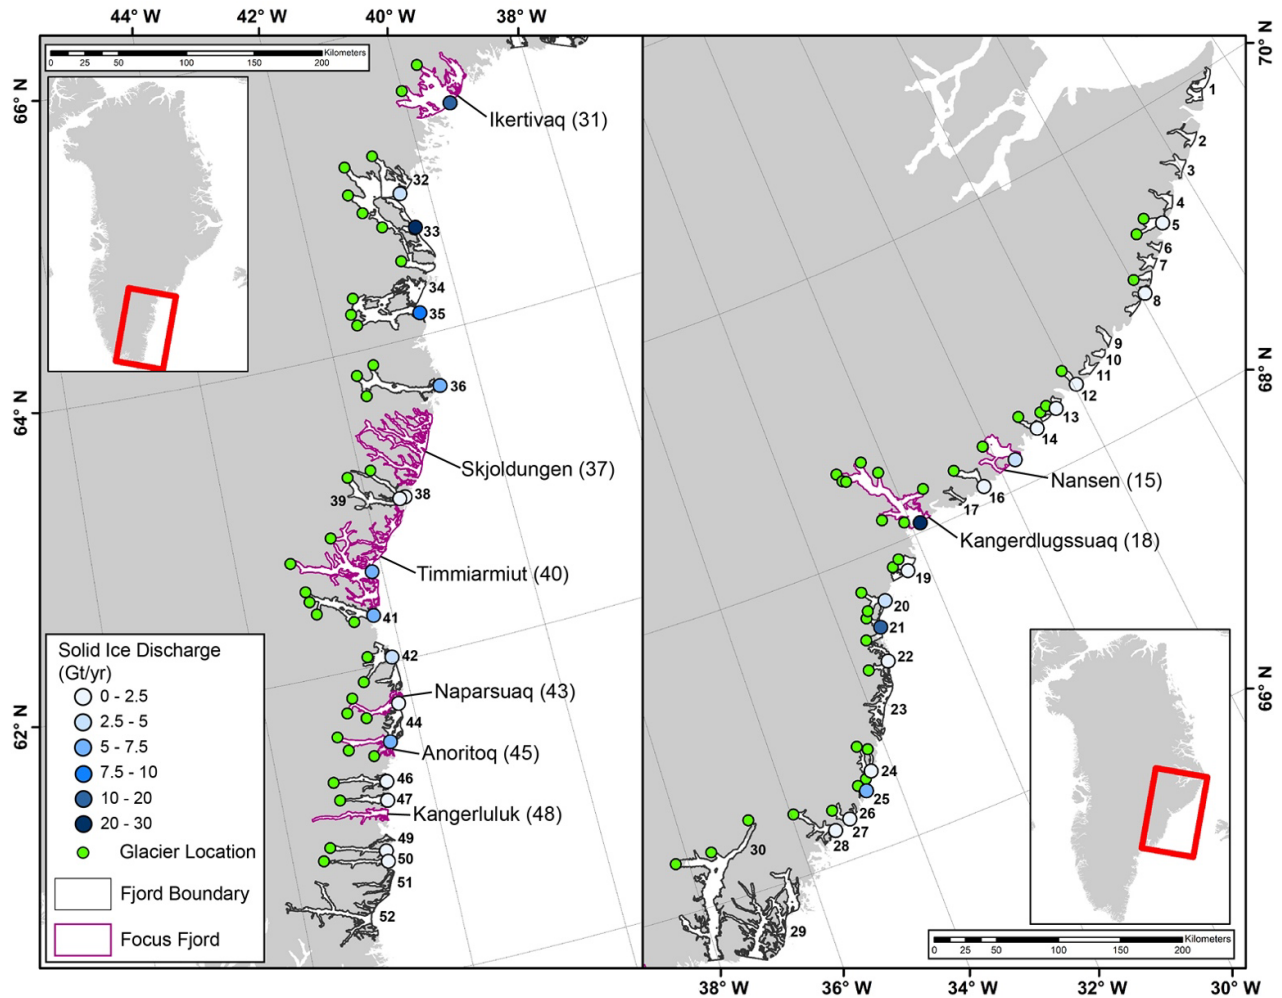 44° W 42° W 40° W 38° W
Kilometers
0 25 50 100 150 200
66° N
64° N
62° N
Ikertivaq (31)
32
33
34
35
36
Skjoldungen (37)
38
39
Timmiarmiut (40)
41
42
Naparsuaq (43)
44
Anoritoq (45)
46
47
Kangerluluk (48)
49
50
51
52
Solid Ice Discharge
(Gt/yr)
0 - 2.5
2.5 - 5
5 - 7.5
7.5 - 10
10 - 20
20 - 30
Glacier Location
Fjord Boundary
Focus Fjord
70° N
68° N
66° N
1
2
3
4
5
6
7
8
9
10
11
12
13
14
Nansen (15)
16
17
Kangerdlugssuaq (18)
19
20
21
22
23
24
25
26
27
28
29
30
Kilometers
0 25 50 100 150 200
38° W 36° W 34° W 32° W 30° W